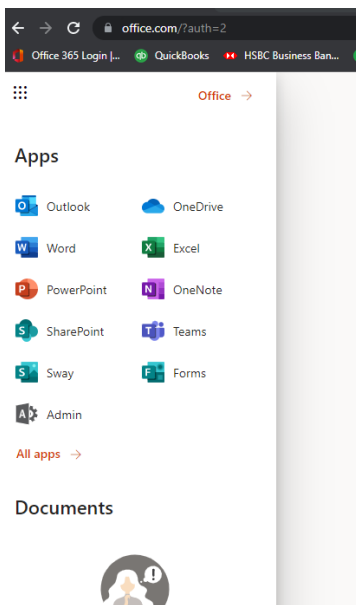 office.com/?auth=2
Office 365 Login |... QuickBooks HSBC Business Ban...
Office →
Apps
Outlook OneDrive
Word Excel
PowerPoint OneNote
SharePoint Teams
Sway Forms
Admin
All apps →
Documents